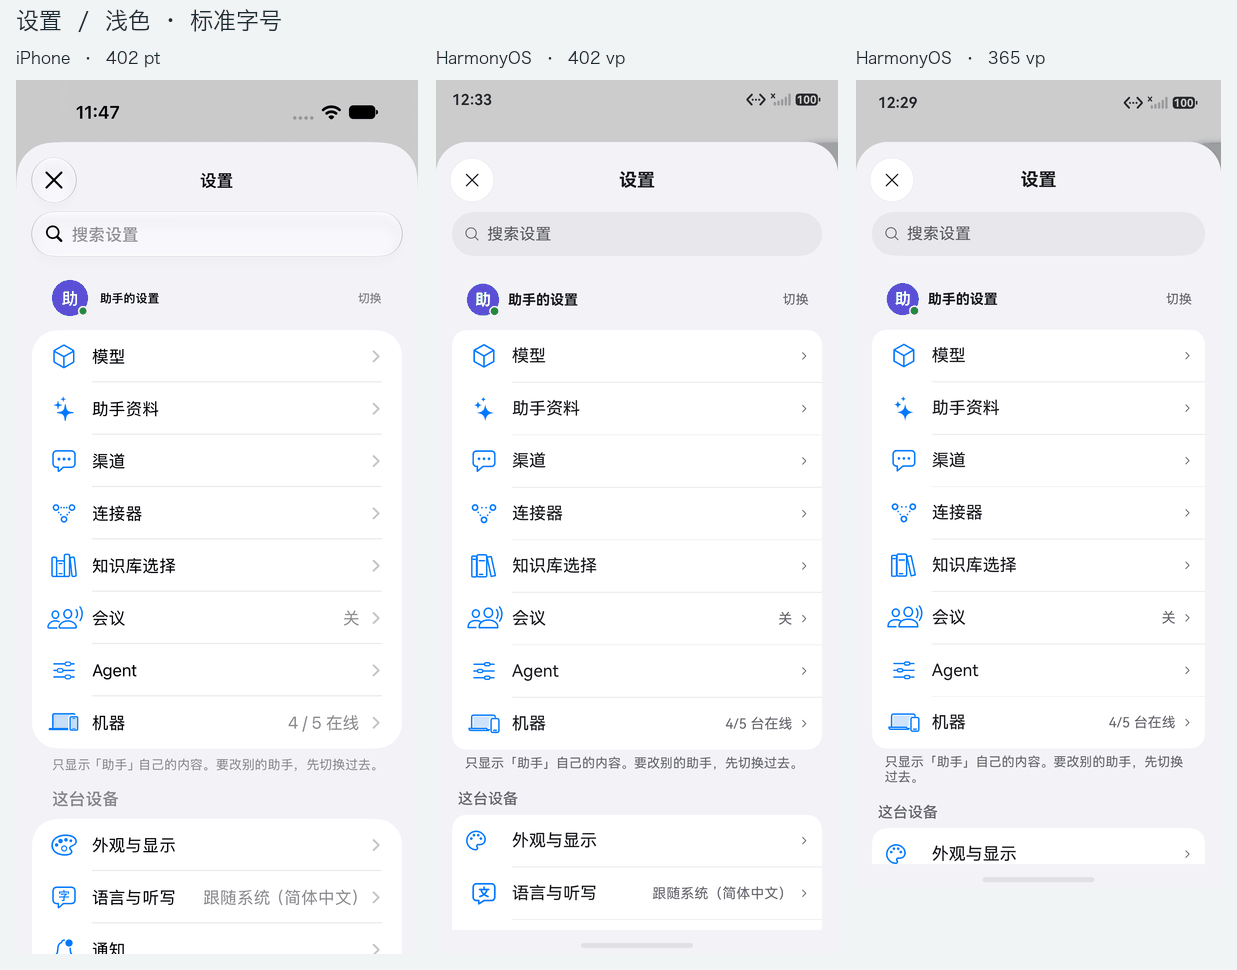 设置 / 浅色 · 标准字号
iPhone · 402 pt
11:47
设置
搜索设置
助
助手的设置
切换
模型
助手资料
渠道
连接器
知识库选择
会议
关
Agent
机器
4 / 5 在线
只显示「助手」自己的内容。要改别的助手，先切换过去。
这台设备
外观与显示
字
语言与听写
跟随系统（简体中文）
通知
HarmonyOS · 402 vp
12:33
100
设置
搜索设置
助
助手的设置
切换
模型
助手资料
渠道
连接器
知识库选择
会议
关
Agent
机器
4/5 台在线
只显示「助手」自己的内容。要改别的助手，先切换过去。
这台设备
外观与显示
文
语言与听写
跟随系统（简体中文）
HarmonyOS · 365 vp
12:29
100
设置
搜索设置
助
助手的设置
切换
模型
助手资料
渠道
连接器
知识库选择
会议
关
Agent
机器
4/5 台在线
只显示「助手」自己的内容。要改别的助手，先切换
过去。
这台设备
外观与显示